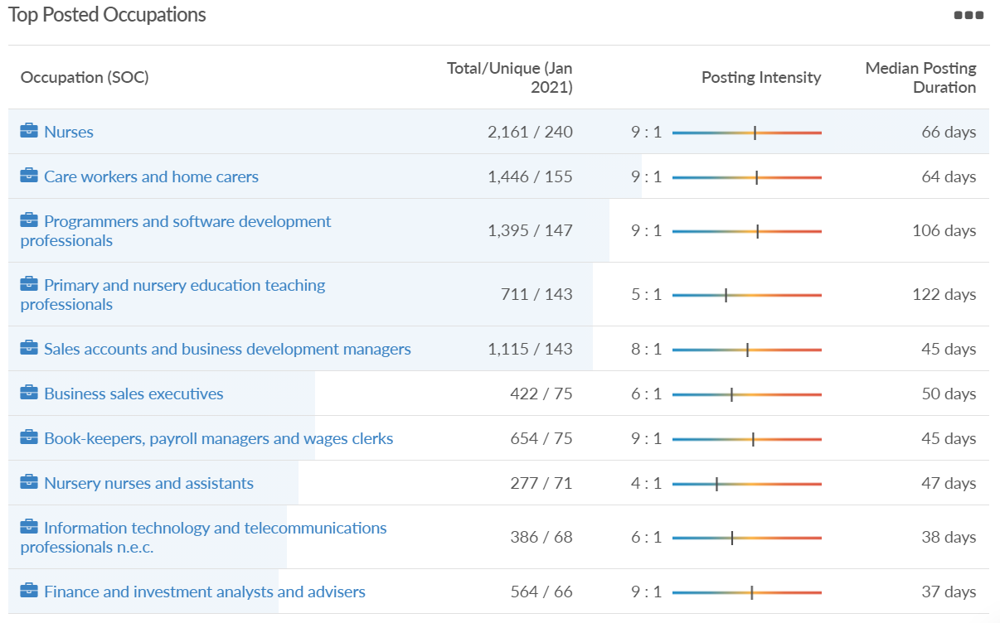 Top Posted Occupations
Occupation (SOC)
Total/Unique (Jan
2021)
Posting Intensity
Median Posting
Duration
Nurses
2,161 / 240
9 : 1
66 days
Care workers and home carers
1,446 / 155
9 : 1
64 days
Programmers and software development
professionals
1,395 / 147
9 : 1
106 days
Primary and nursery education teaching
professionals
711 / 143
5 : 1
122 days
Sales accounts and business development managers
1,115 / 143
8 : 1
45 days
Business sales executives
422 / 75
6 : 1
50 days
Book-keepers, payroll managers and wages clerks
654 / 75
9 : 1
45 days
Nursery nurses and assistants
277 / 71
4 : 1
47 days
Information technology and telecommunications
professionals n.e.c.
386 / 68
6 : 1
38 days
Finance and investment analysts and advisers
564 / 66
9 : 1
37 days